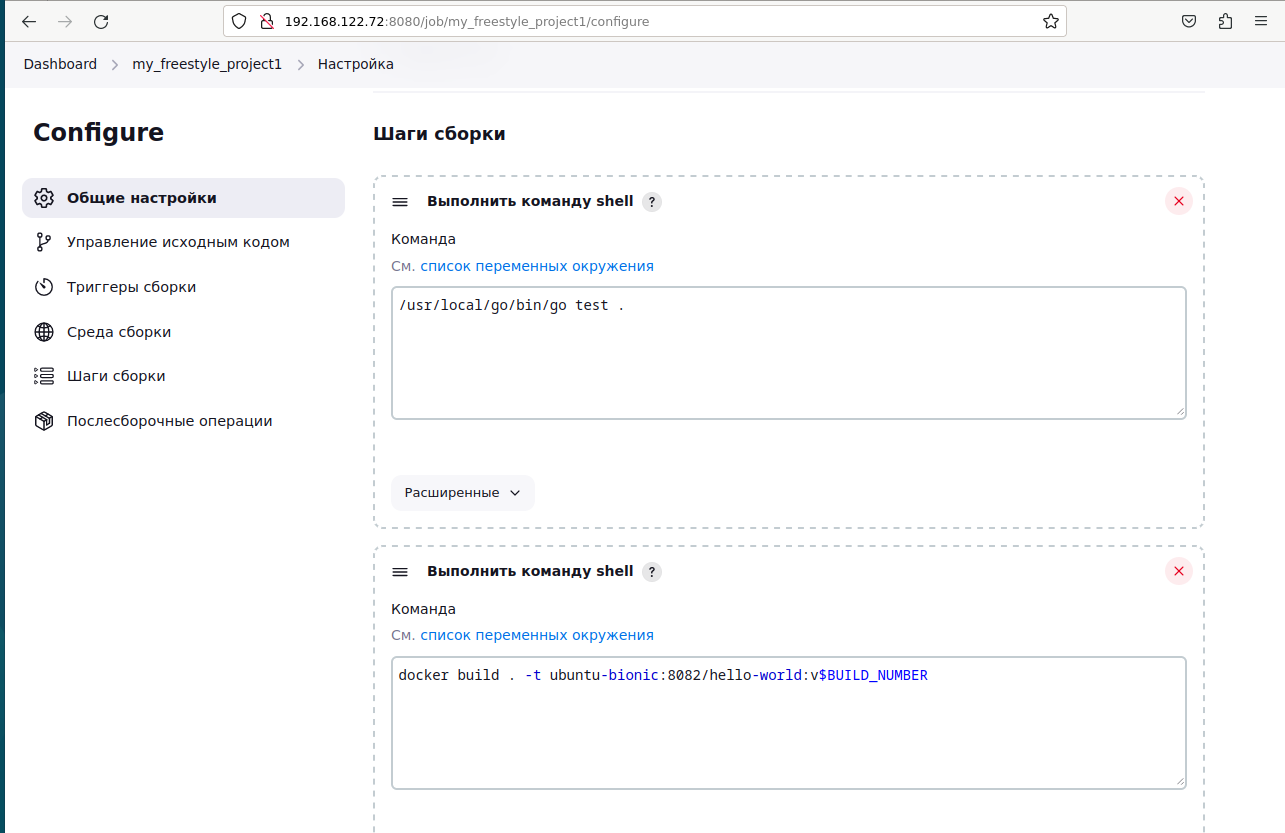 192.168.122.72:8080/job/my_freestyle_project1/configure
Dashboard > my_freestyle_project1 > Настройка
Configure
Общие настройки
Управление исходным кодом
Триггеры сборки
Среда сборки
Шаги сборки
Послесборочные операции
Шаги сборки
Выполнить команду shell ?
Команда
См. список переменных окружения
/usr/local/go/bin/go test .
Расширенные
Выполнить команду shell ?
Команда
См. список переменных окружения
docker build . -t ubuntu-bionic:8082/hello-world:v$BUILD_NUMBER